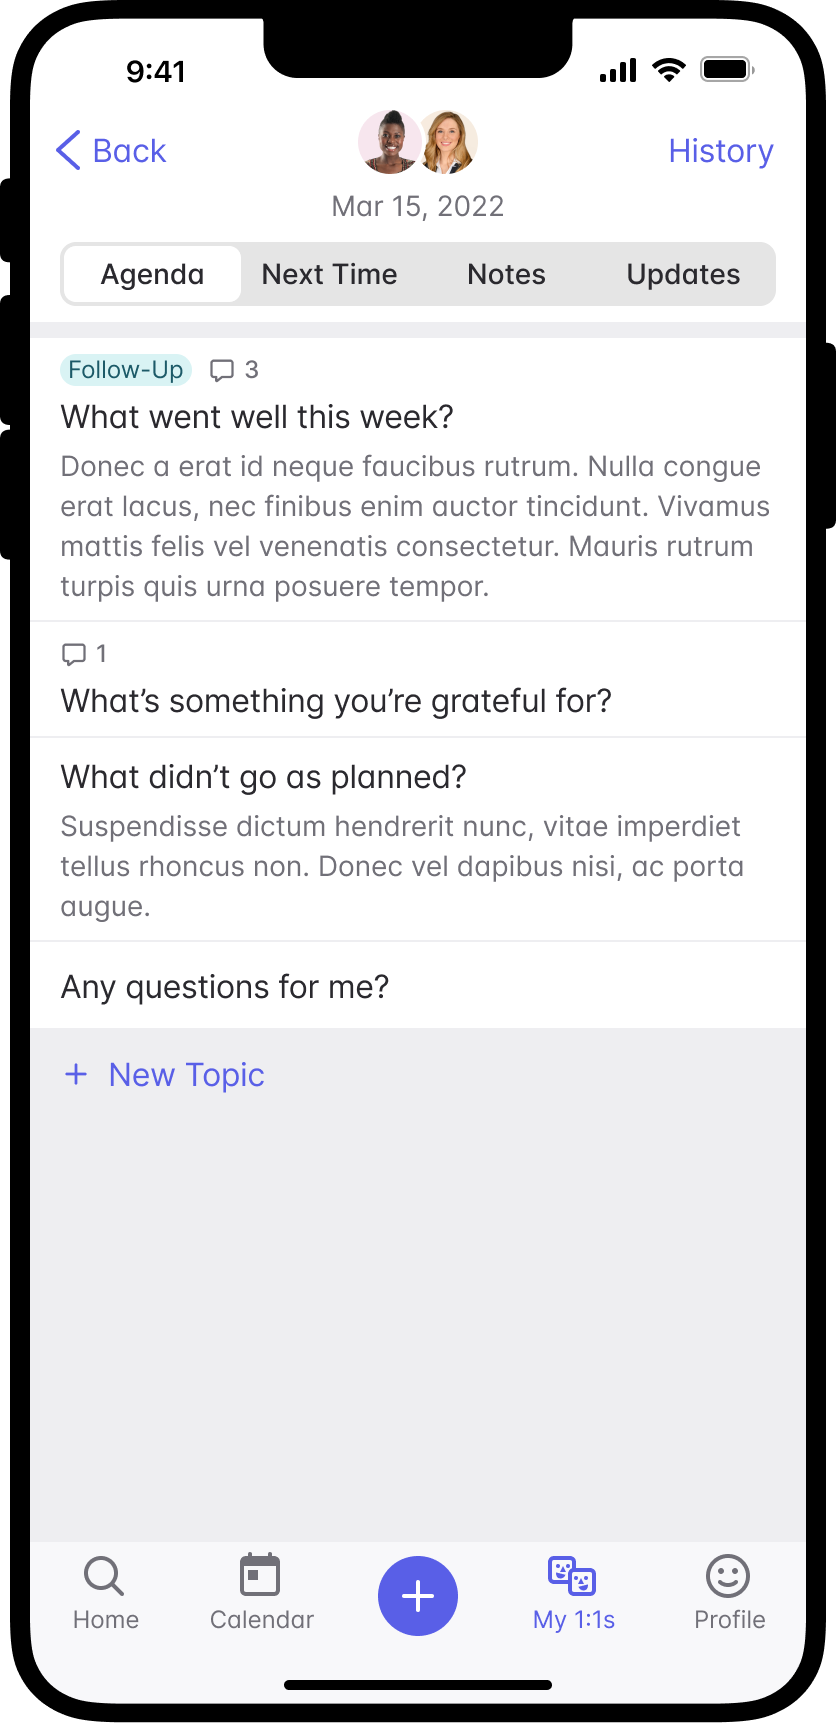 9:41
Back
History
Mar 15, 2022
Agenda Next Time Notes Updates
Follow-Up 3
What went well this week?
Donec a erat id neque faucibus rutrum. Nulla congue
erat lacus, nec finibus enim auctor tincidunt. Vivamus
mattis felis vel venenatis consectetur. Mauris rutrum
turpis quis urna posuere tempor.
1
What’s something you’re grateful for?
What didn’t go as planned?
Suspendisse dictum hendrerit nunc, vitae imperdiet
tellus rhoncus non. Donec vel dapibus nisi, ac porta
augue.
Any questions for me?
+ New Topic
Home Calendar My 1:1s Profile